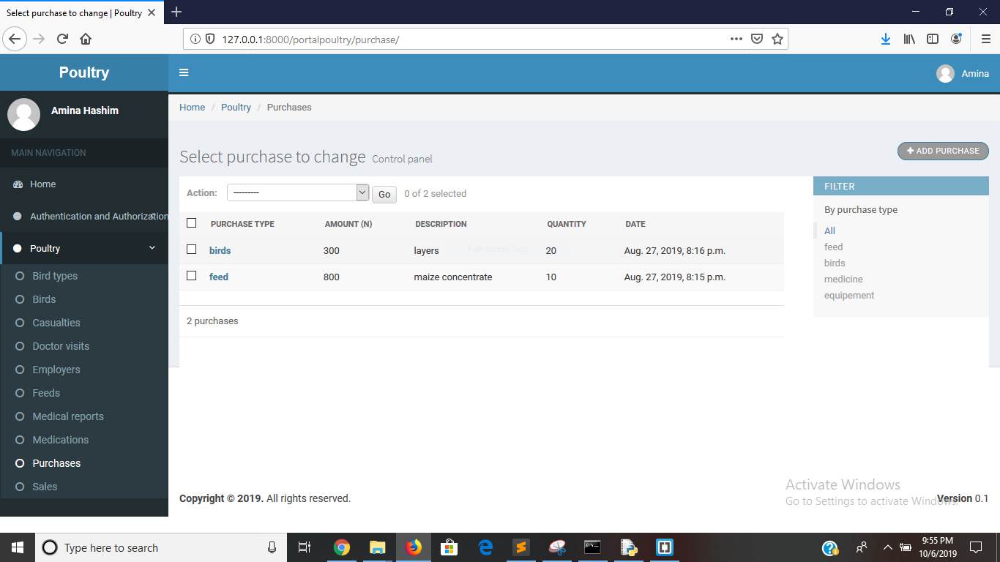 Select purchase to change | Poultry
127.0.0.1:8000/portalpoultry/purchase/
Poultry
Amina
Amina Hashim
Home / Poultry / Purchases
MAIN NAVIGATION
Home
Authentication and Authorization
Poultry
Bird types
Birds
Casualties
Doctor visits
Employers
Feeds
Medical reports
Medications
Purchases
Sales
Select purchase to change Control panel
+ ADD PURCHASE
Action: --------- Go 0 of 2 selected
PURCHASE TYPE AMOUNT (N) DESCRIPTION QUANTITY DATE
birds 300 layers 20 Aug. 27, 2019, 8:16 p.m.
Full-screen Snip
feed 800 maize concentrate 10 Aug. 27, 2019, 8:15 p.m.
2 purchases
FILTER
By purchase type
All
feed
birds
medicine
equipement
Activate Windows
Go to Settings to activate Windows.
Copyright © 2019. All rights reserved.
Version 0.1
Type here to search
9:55 PM
10/6/2019